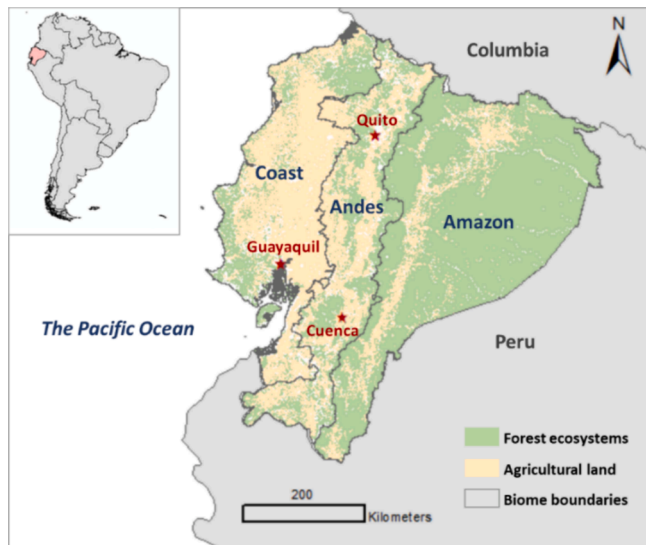 Columbia
N
Quito
Coast
Andes
Amazon
Guayaquil
The Pacific Ocean
Cuenca
Peru
Forest ecosystems
Agricultural land
Biome boundaries
200
Kilometers